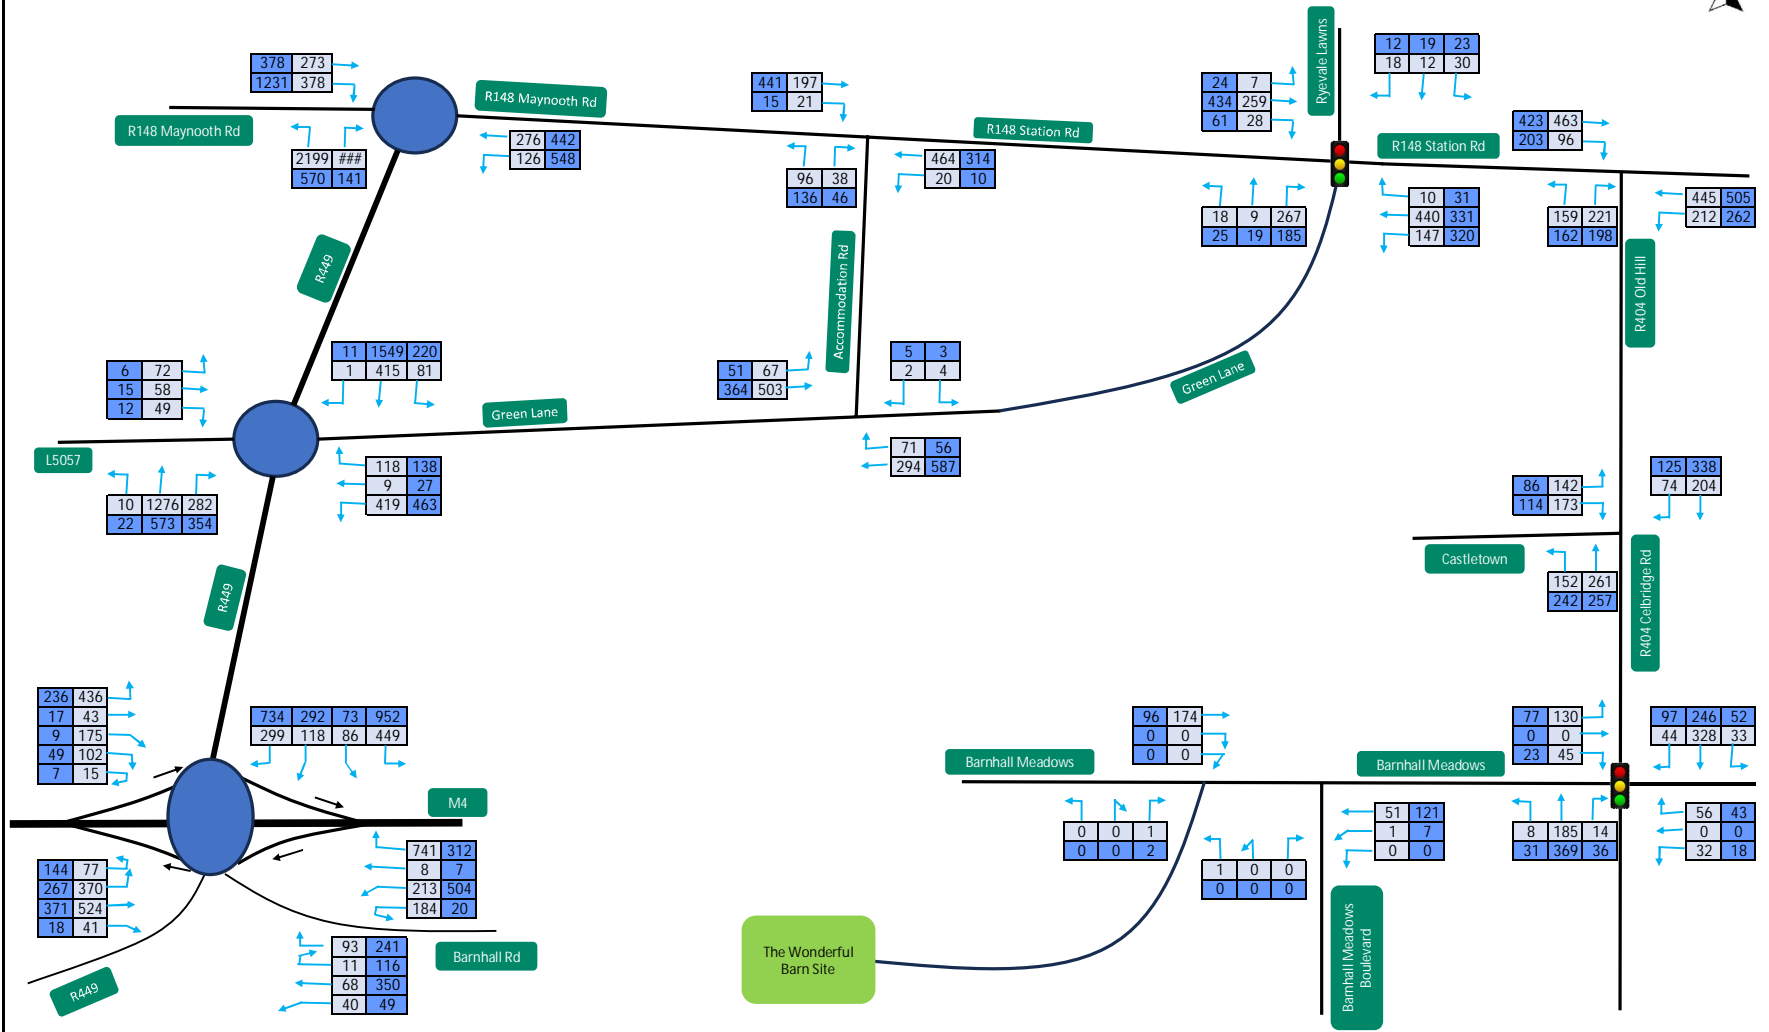 Ryevale Lawns
12 19 23
18 12 30
378 273
1231 378
R148 Maynooth Rd
441 197
15 21
24 7
434 259
61 28
R148 Maynooth Rd
R148 Station Rd
R148 Station Rd
423 463
203 96
2199 ###
570 141
276 442
126 548
96 38
136 46
464 314
20 10
18 9 267
25 19 185
10 31
440 331
147 320
159 221
162 198
445 505
212 262
R449
Accommodation Rd
R404 Old Hill
6 72
15 58
12 49
11 1549 220
1 415 81
51 67
364 503
5 3
2 4
Green Lane
Green Lane
L5057
10 1276 282
22 573 354
118 138
9 27
419 463
71 56
294 587
86 142
114 173
125 338
74 204
Castletown
152 261
242 257
R404 Celbridge Rd
R449
236 436
17 43
9 175
49 102
7 15
734 292 73 952
299 118 86 449
M4
96 174
0 0
0 0
77 130
0 0
23 45
97 246 52
44 328 33
Barnhall Meadows
Barnhall Meadows
0 0 1
0 0 2
1 0 0
0 0 0
51 121
1 7
0 0
8 185 14
31 369 36
56 43
0 0
32 18
144 77
267 370
371 524
18 41
741 312
8 7
213 504
184 20
93 241
11 116
68 350
40 49
Barnhall Rd
R449
The Wonderful
Barn Site
Barnhall Meadows
Boulevard